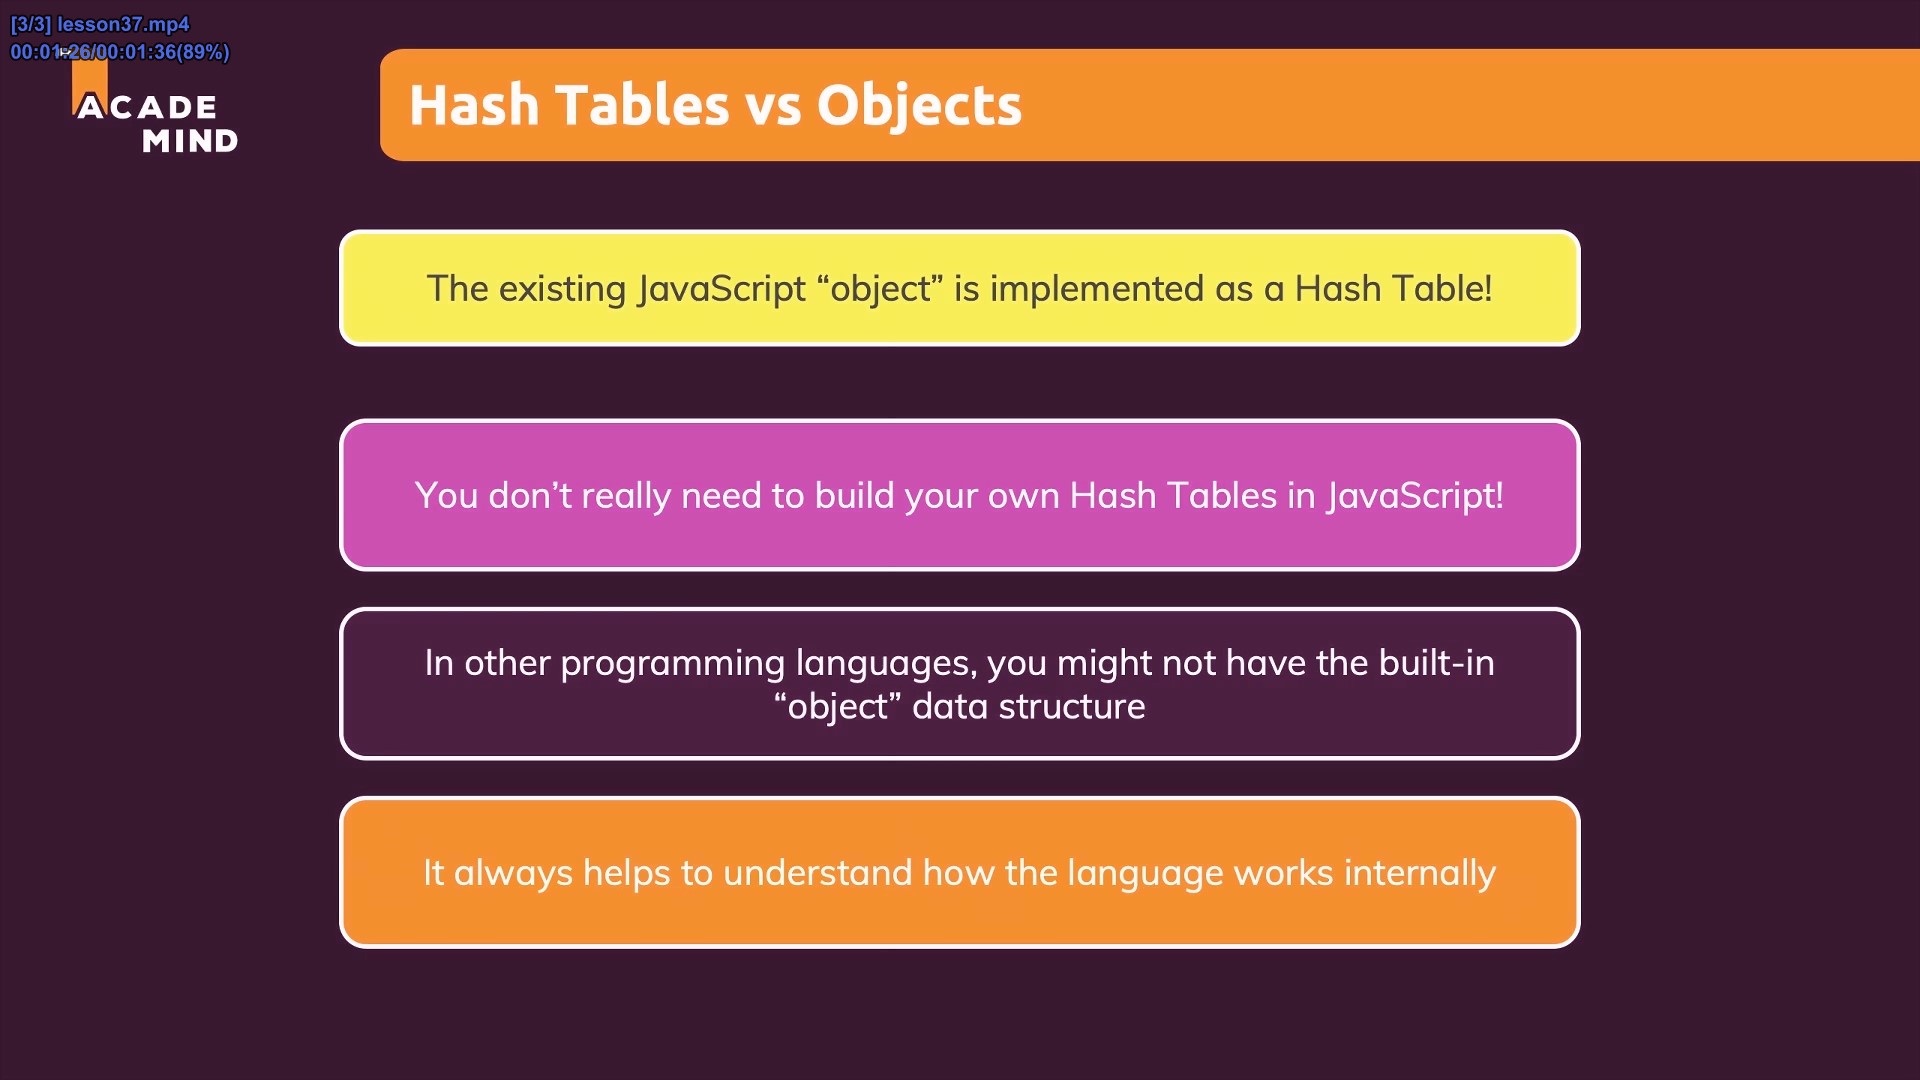 [3/3] lesson37.mp4
00:01:26/00:01:36(89%)
ACADE
MIND
Hash Tables vs Objects
The existing JavaScript “object” is implemented as a Hash Table!
You don’t really need to build your own Hash Tables in JavaScript!
In other programming languages, you might not have the built-in
“object” data structure
It always helps to understand how the language works internally